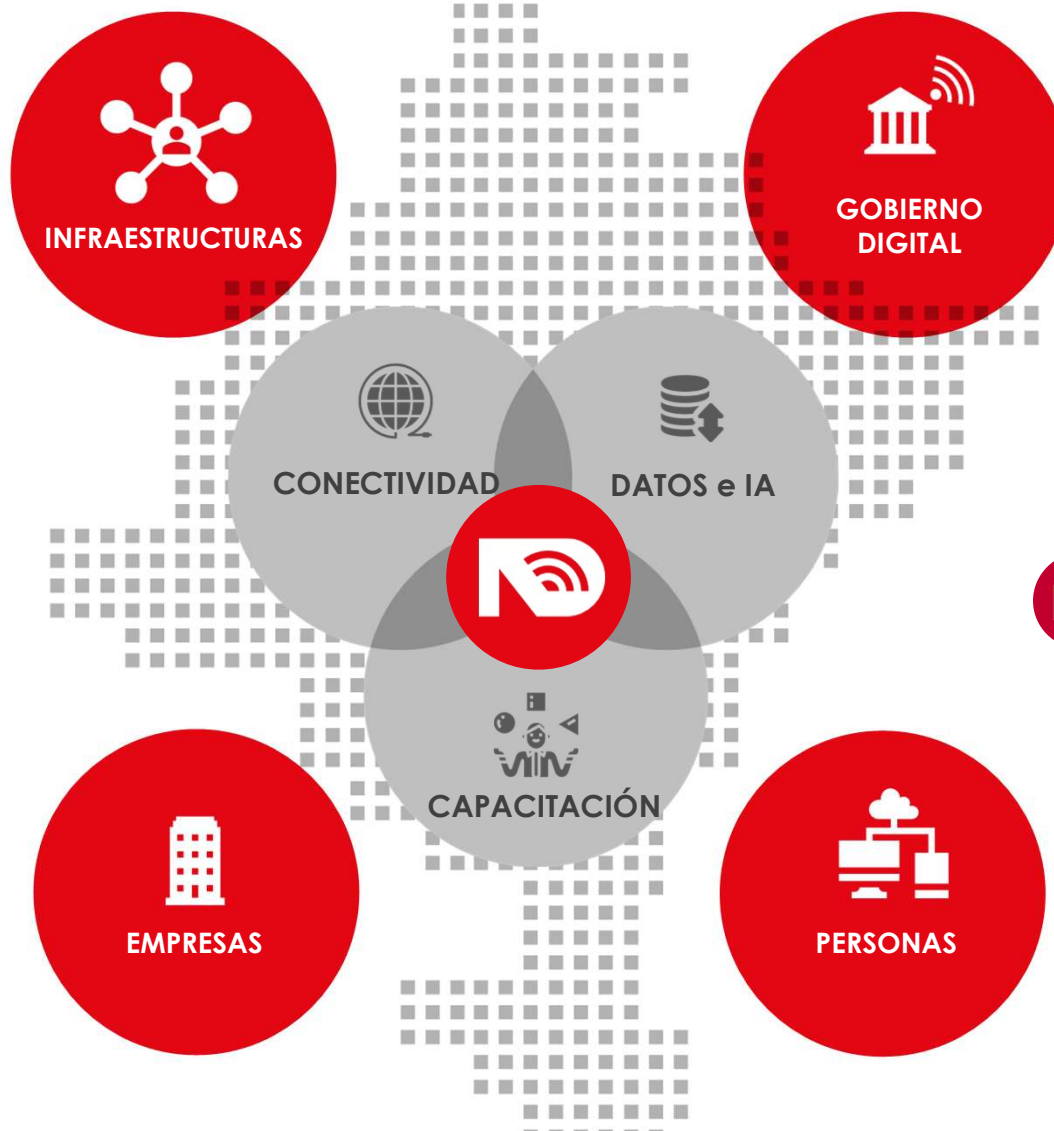 INFRAESTRUCTURAS
GOBIERNO
DIGITAL
CONECTIVIDAD
DATOS e IA
CAPACITACIÓN
EMPRESAS
PERSONAS